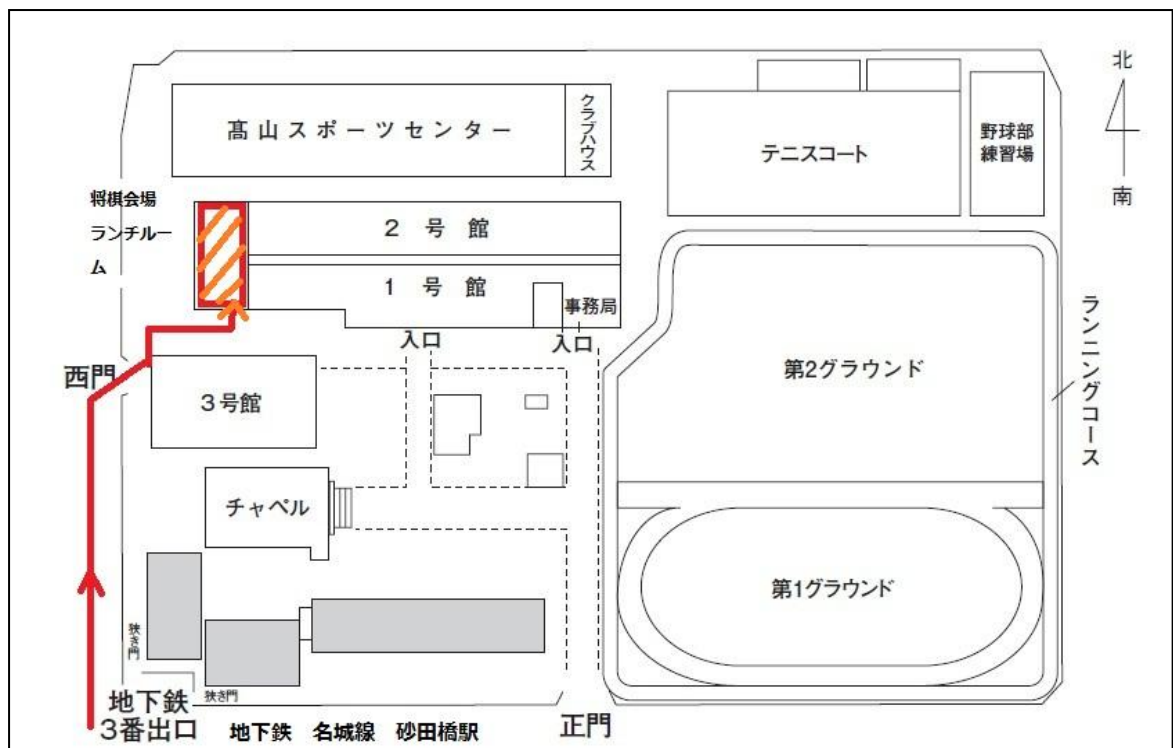 北
南
髙山スポーツセンター
クラブハウス
テニスコート
野球部
練習場
将棋会場
ランチルー
ム
2号館
1号館
事務局
入口
入口
西門
3号館
第2グラウンド
ランニングコース
チャペル
第1グラウンド
狭き門
狭き門
地下鉄
3番出口
地下鉄 名城線 砂田橋駅
正門